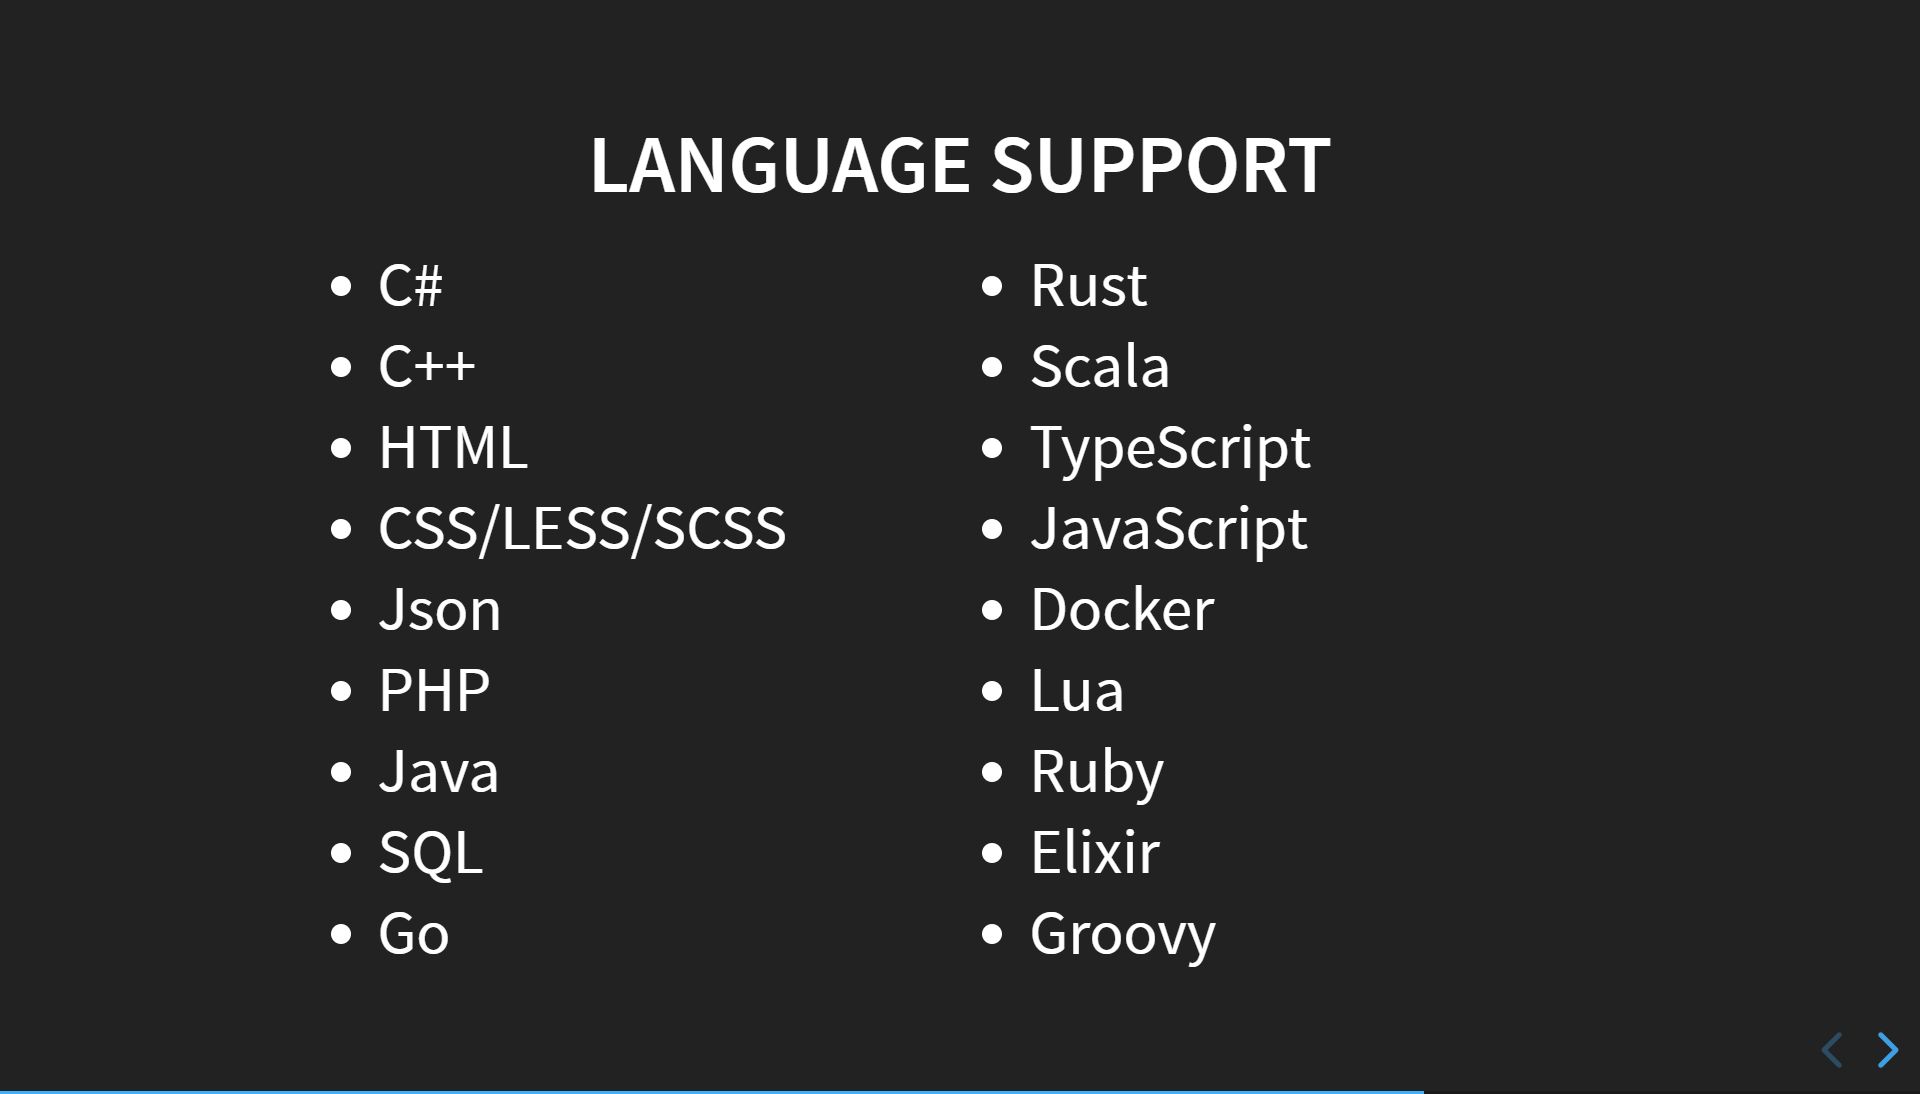 LANGUAGE SUPPORT
C#
C++
HTML
CSS/LESS/SCSS
Json
PHP
Java
SQL
Go
Rust
Scala
TypeScript
JavaScript
Docker
Lua
Ruby
Elixir
Groovy